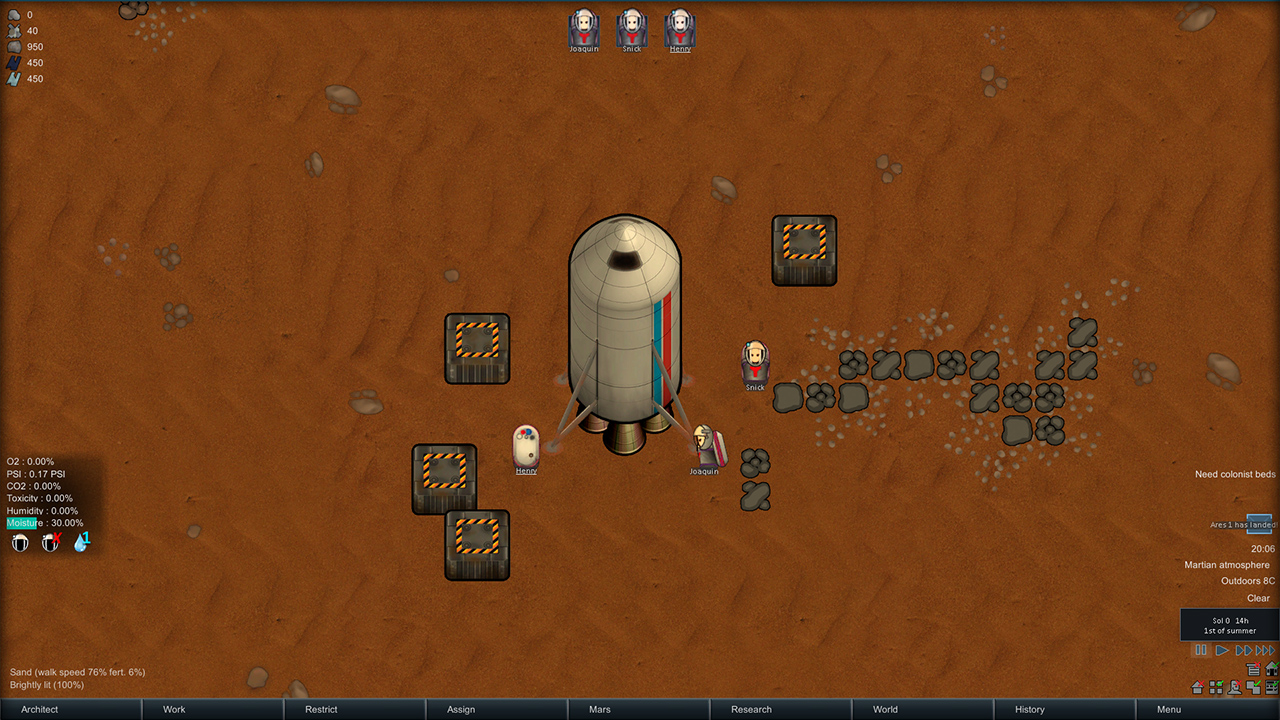 0
40
950
450
450
Joaquin
Snick
Henry
Snick
Henry
Joaquin
O2 : 0.00%
PSI : 0.17 PSI
CO2 : 0.00%
Toxicity : 0.00%
Humidity : 0.00%
Moisture : 30.00%
1
Need colonist beds
Ares 1 has landed!
20:06
Martian atmosphere
Outdoors 8C
Clear
Sol 0 14h
1st of summer
Sand (walk speed 76% fert. 6%)
Brightly lit (100%)
Architect
Work
Restrict
Assign
Mars
Research
World
History
Menu